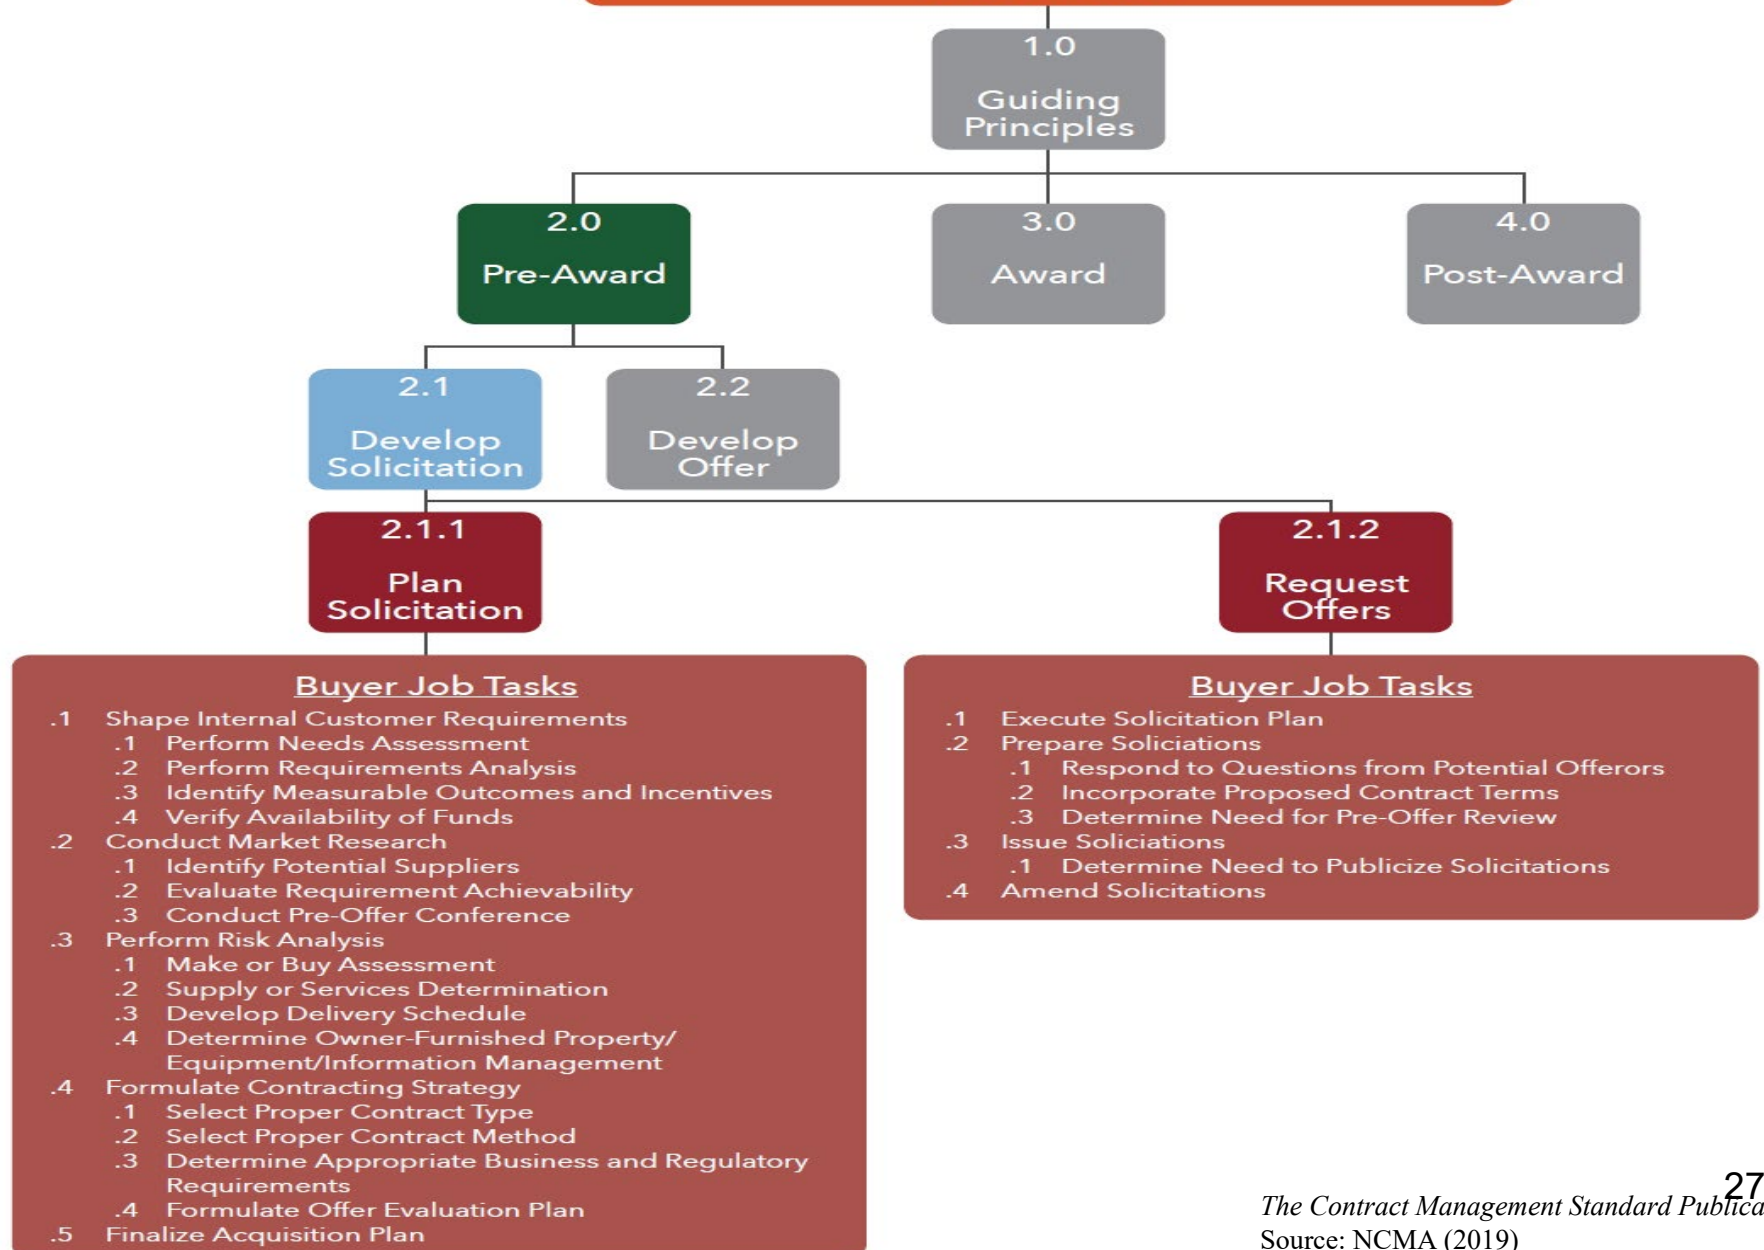 1.0
Guiding
Principles
2.0
Pre-Award
3.0
Award
4.0
Post-Award
2.1
Develop
Solicitation
2.2
Develop
Offer
2.1.1
Plan
Solicitation
2.1.2
Request
Offers
Buyer Job Tasks
.1 Shape Internal Customer Requirements
.1 Perform Needs Assessment
.2 Perform Requirements Analysis
.3 Identify Measurable Outcomes and Incentives
.4 Verify Availability of Funds
.2 Conduct Market Research
.1 Identify Potential Suppliers
.2 Evaluate Requirement Achievability
.3 Conduct Pre-Offer Conference
.3 Perform Risk Analysis
.1 Make or Buy Assessment
.2 Supply or Services Determination
.3 Develop Delivery Schedule
.4 Determine Owner-Furnished Property/
Equipment/Information Management
.4 Formulate Contracting Strategy
.1 Select Proper Contract Type
.2 Select Proper Contract Method
.3 Determine Appropriate Business and Regulatory
Requirements
.4 Formulate Offer Evaluation Plan
.5 Finalize Acquisition Plan
Buyer Job Tasks
.1 Execute Solicitation Plan
.2 Prepare Soliciations
.1 Respond to Questions from Potential Offerors
.2 Incorporate Proposed Contract Terms
.3 Determine Need for Pre-Offer Review
.3 Issue Soliciations
.1 Determine Need to Publicize Solicitations
.4 Amend Solicitations
27
The Contract Management Standard Publica
Source: NCMA (2019)